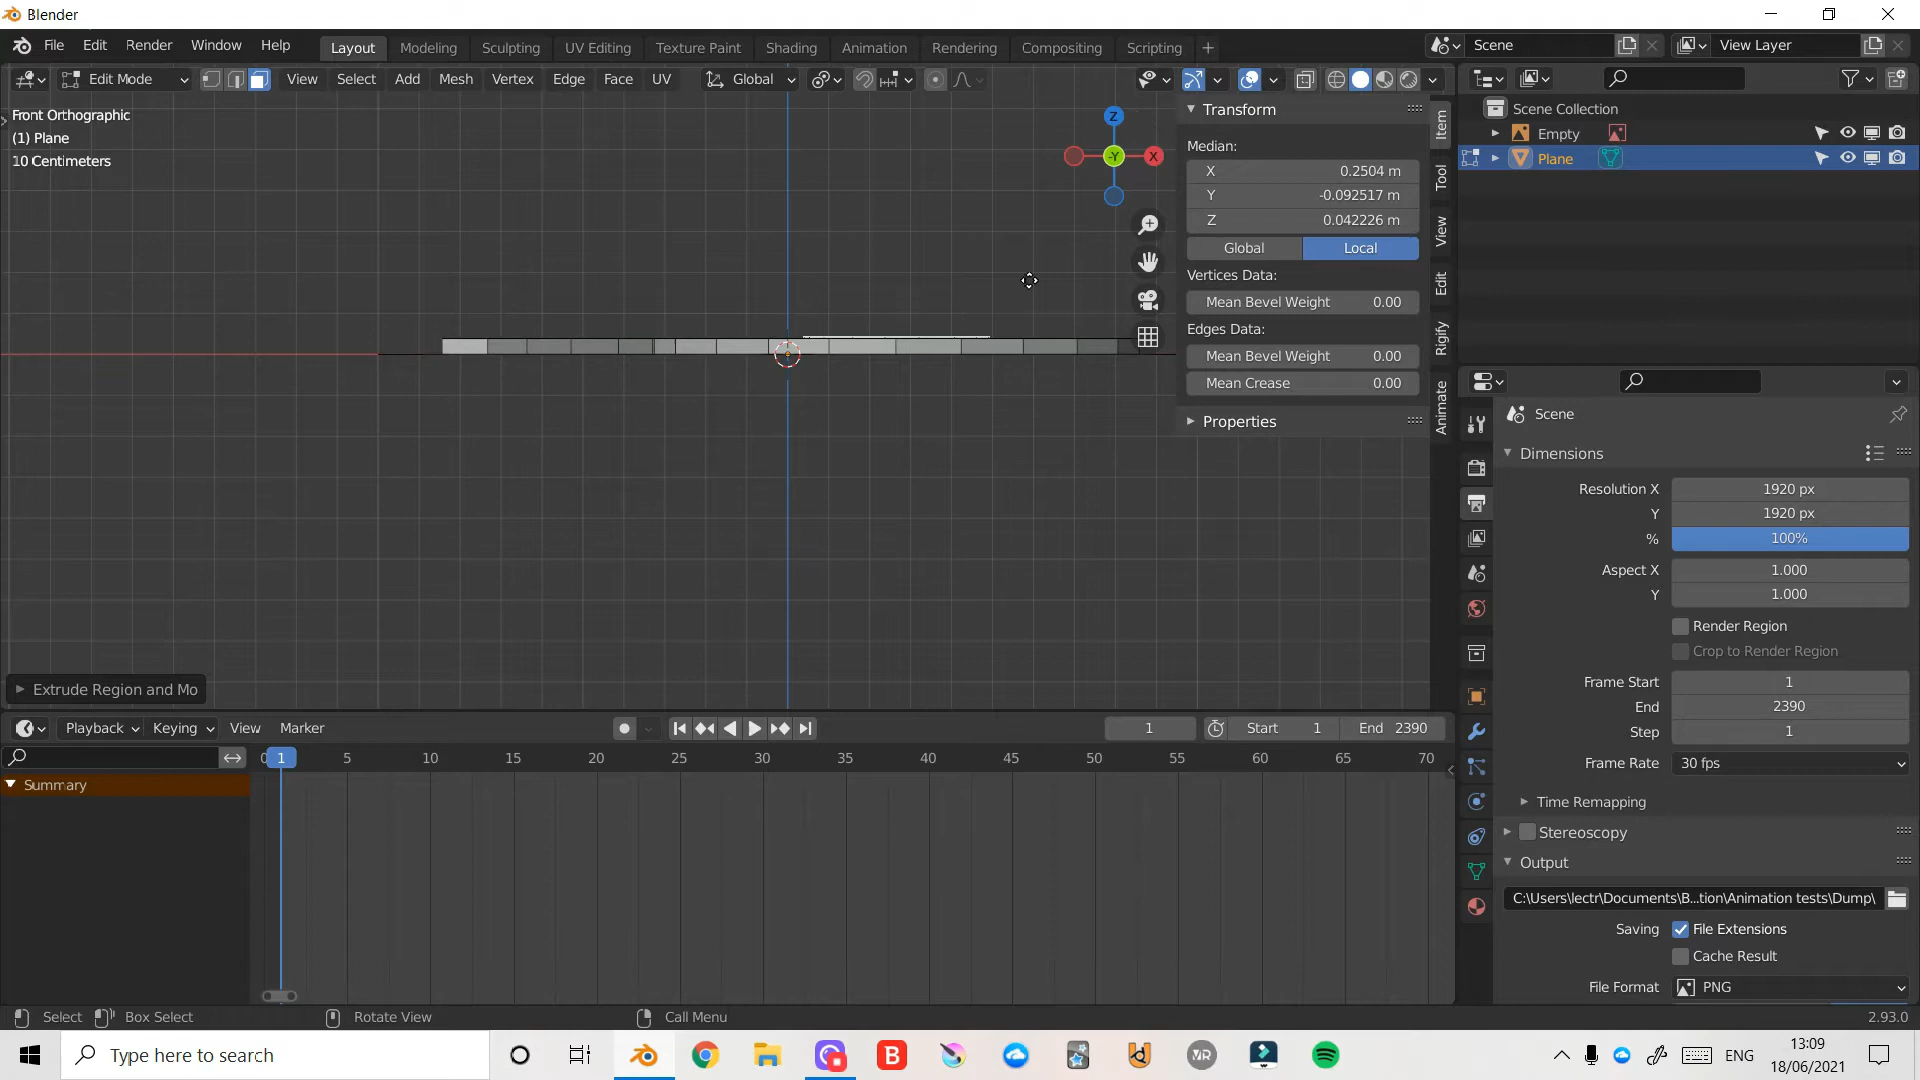 Blender
File Edit Render Window Help
Layout Modeling Sculpting UV Editing Texture Paint Shading Animation Rendering Compositing Scripting +
Scene
View Layer
Edit Mode View Select Add Mesh Vertex Edge Face UV Global
Front Orthographic
(1) Plane
10 Centimeters
Z
X
-Y
Transform
Median:
X 0.2504 m
Y -0.092517 m
Z 0.042226 m
Global Local
Vertices Data:
Mean Bevel Weight 0.00
Edges Data:
Mean Bevel Weight 0.00
Mean Crease 0.00
Properties
Item
Tool
View
Edit
Rigify
Animate
Scene Collection
Empty
Plane
Scene
Dimensions
Resolution X 1920 px
Y 1920 px
% 100%
Aspect X 1.000
Y 1.000
Render Region
Crop to Render Region
Frame Start 1
End 2390
Step 1
Frame Rate 30 fps
Time Remapping
Stereoscopy
Output
C:\Users\lectr\Documents\B...tion\Animation tests\Dump\
Saving File Extensions
Cache Result
File Format PNG
Extrude Region and Mo
Playback Keying View Marker
1 Start 1 End 2390
0 1 5 10 15 20 25 30 35 40 45 50 55 60 65 70
Summary
Select Box Select Rotate View Call Menu 2.93.0
Type here to search
ENG
13:09
18/06/2021